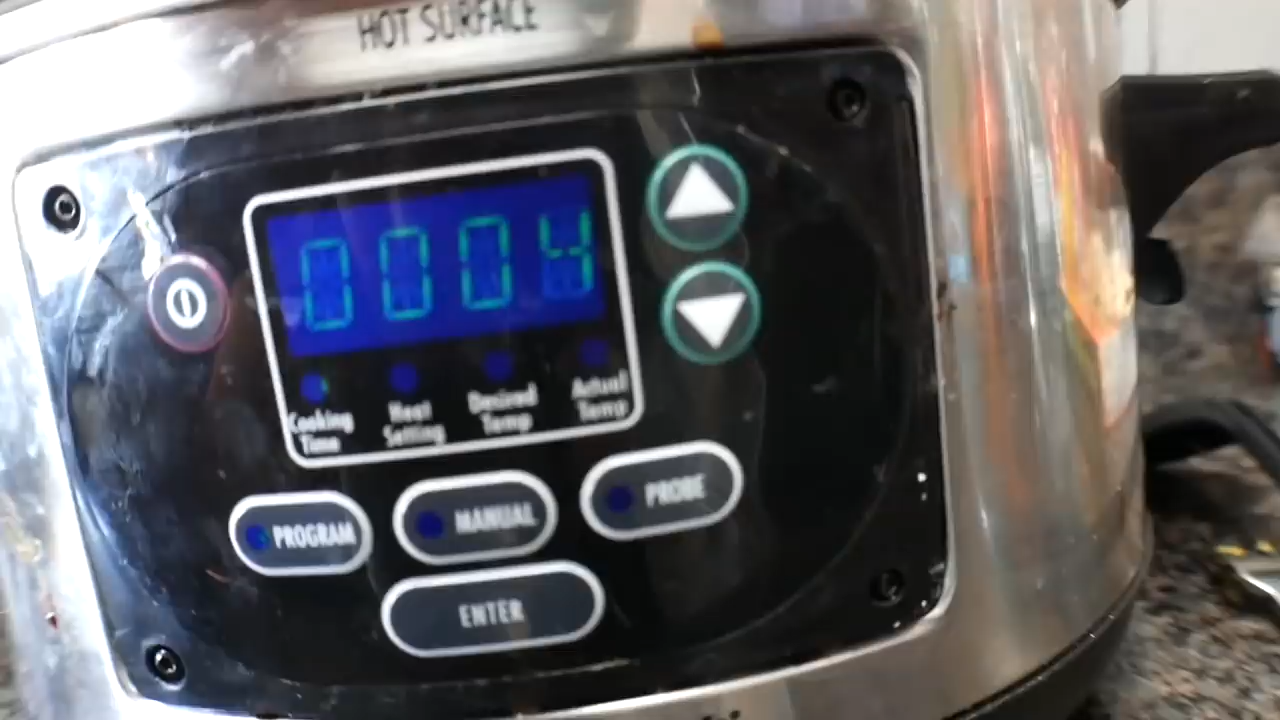 HOT SURFACE
0004
Cooking Time
Heat Setting
Desired Temp
Actual Temp
PROGRAM
MANUAL
PROBE
ENTER